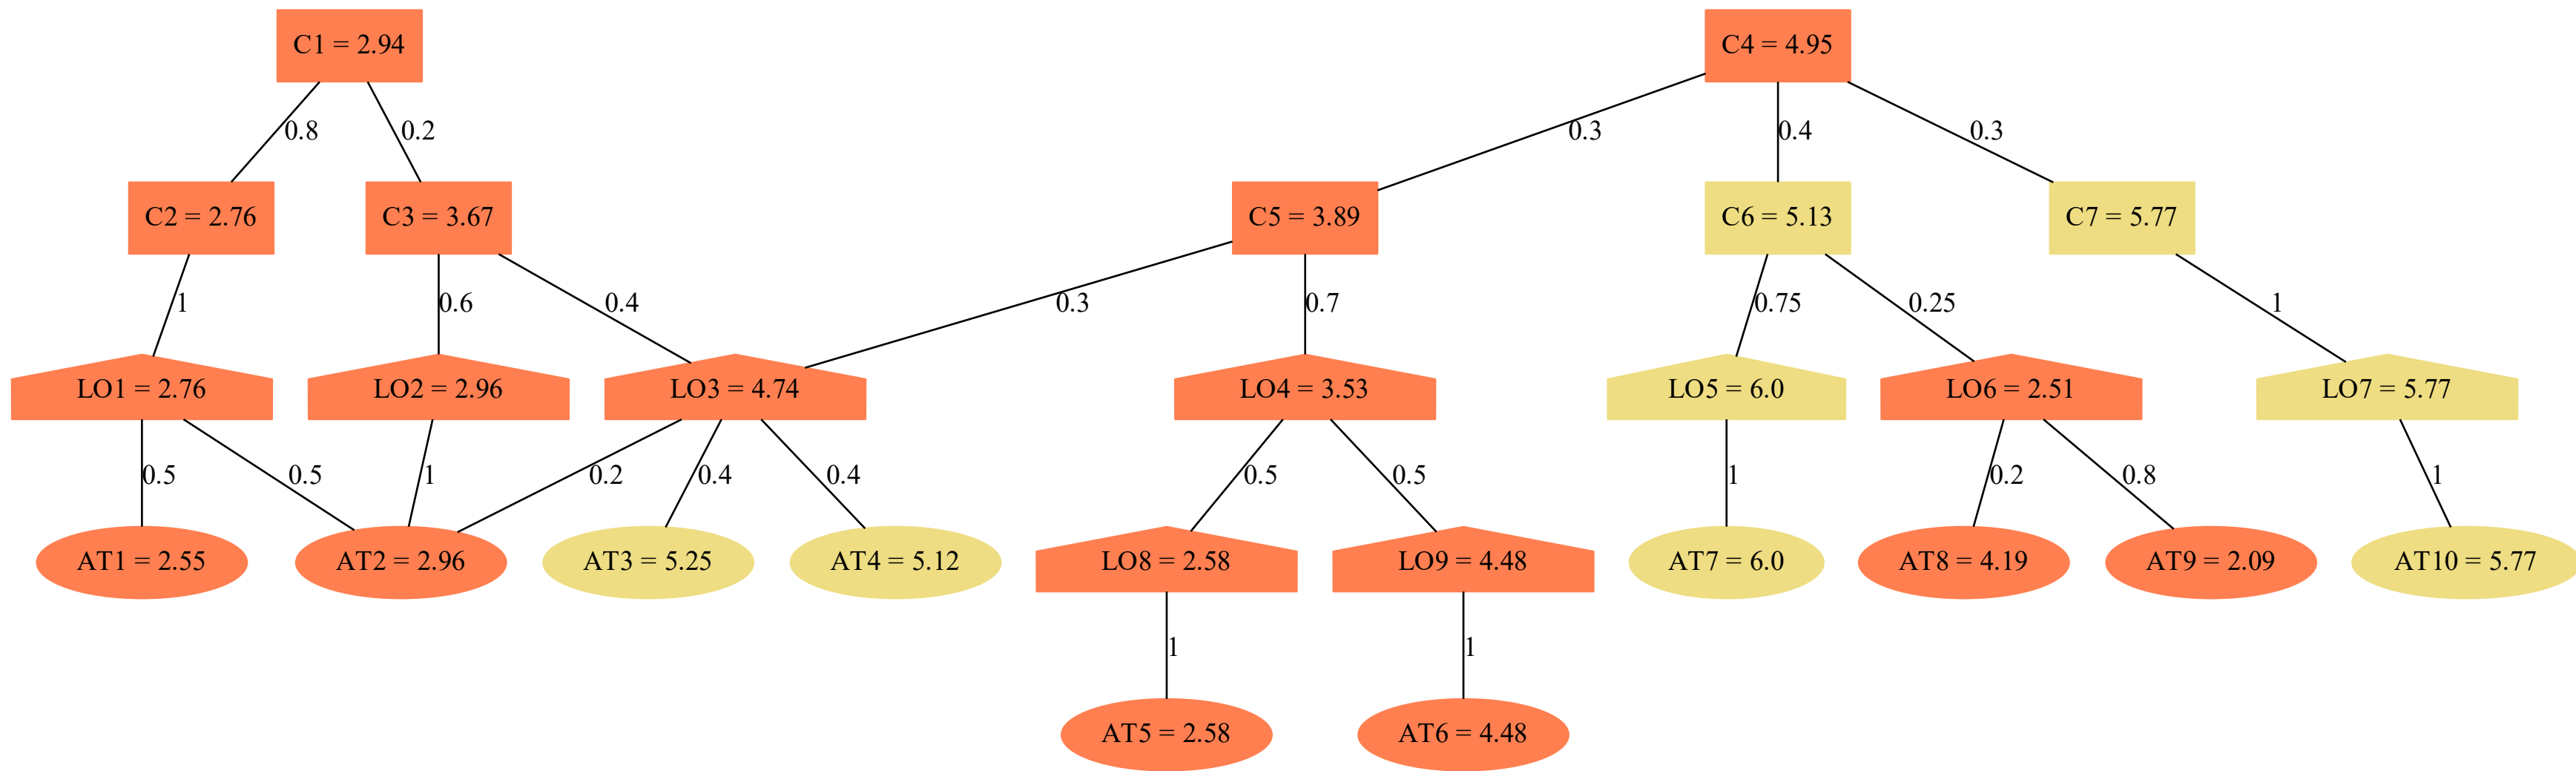 C1 = 2.94
C4 = 4.95
0.8
0.2
0.3
0.4
0.3
C2 = 2.76
C3 = 3.67
C5 = 3.89
C6 = 5.13
C7 = 5.77
1
0.6
0.4
0.3
0.7
0.75
0.25
1
LO1 = 2.76
LO2 = 2.96
LO3 = 4.74
LO4 = 3.53
LO5 = 6.0
LO6 = 2.51
LO7 = 5.77
0.5
0.5
1
0.2
0.4
0.4
0.5
0.5
1
0.2
0.8
1
AT1 = 2.55
AT2 = 2.96
AT3 = 5.25
AT4 = 5.12
LO8 = 2.58
LO9 = 4.48
AT7 = 6.0
AT8 = 4.19
AT9 = 2.09
AT10 = 5.77
1
1
AT5 = 2.58
AT6 = 4.48